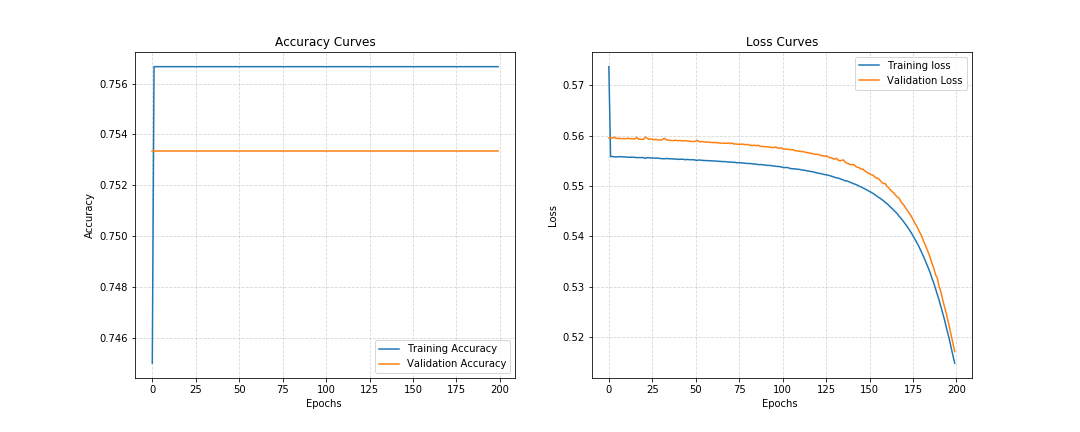 Accuracy Curves
0.756
0.754
0.752
0.750
0.748
0.746
Accuracy
Training Accuracy
Validation Accuracy
0 25 50 75 100 125 150 175 200
Epochs
Loss Curves
Training loss
Validation Loss
0.57
0.56
0.55
0.54
0.53
0.52
Loss
0 25 50 75 100 125 150 175 200
Epochs